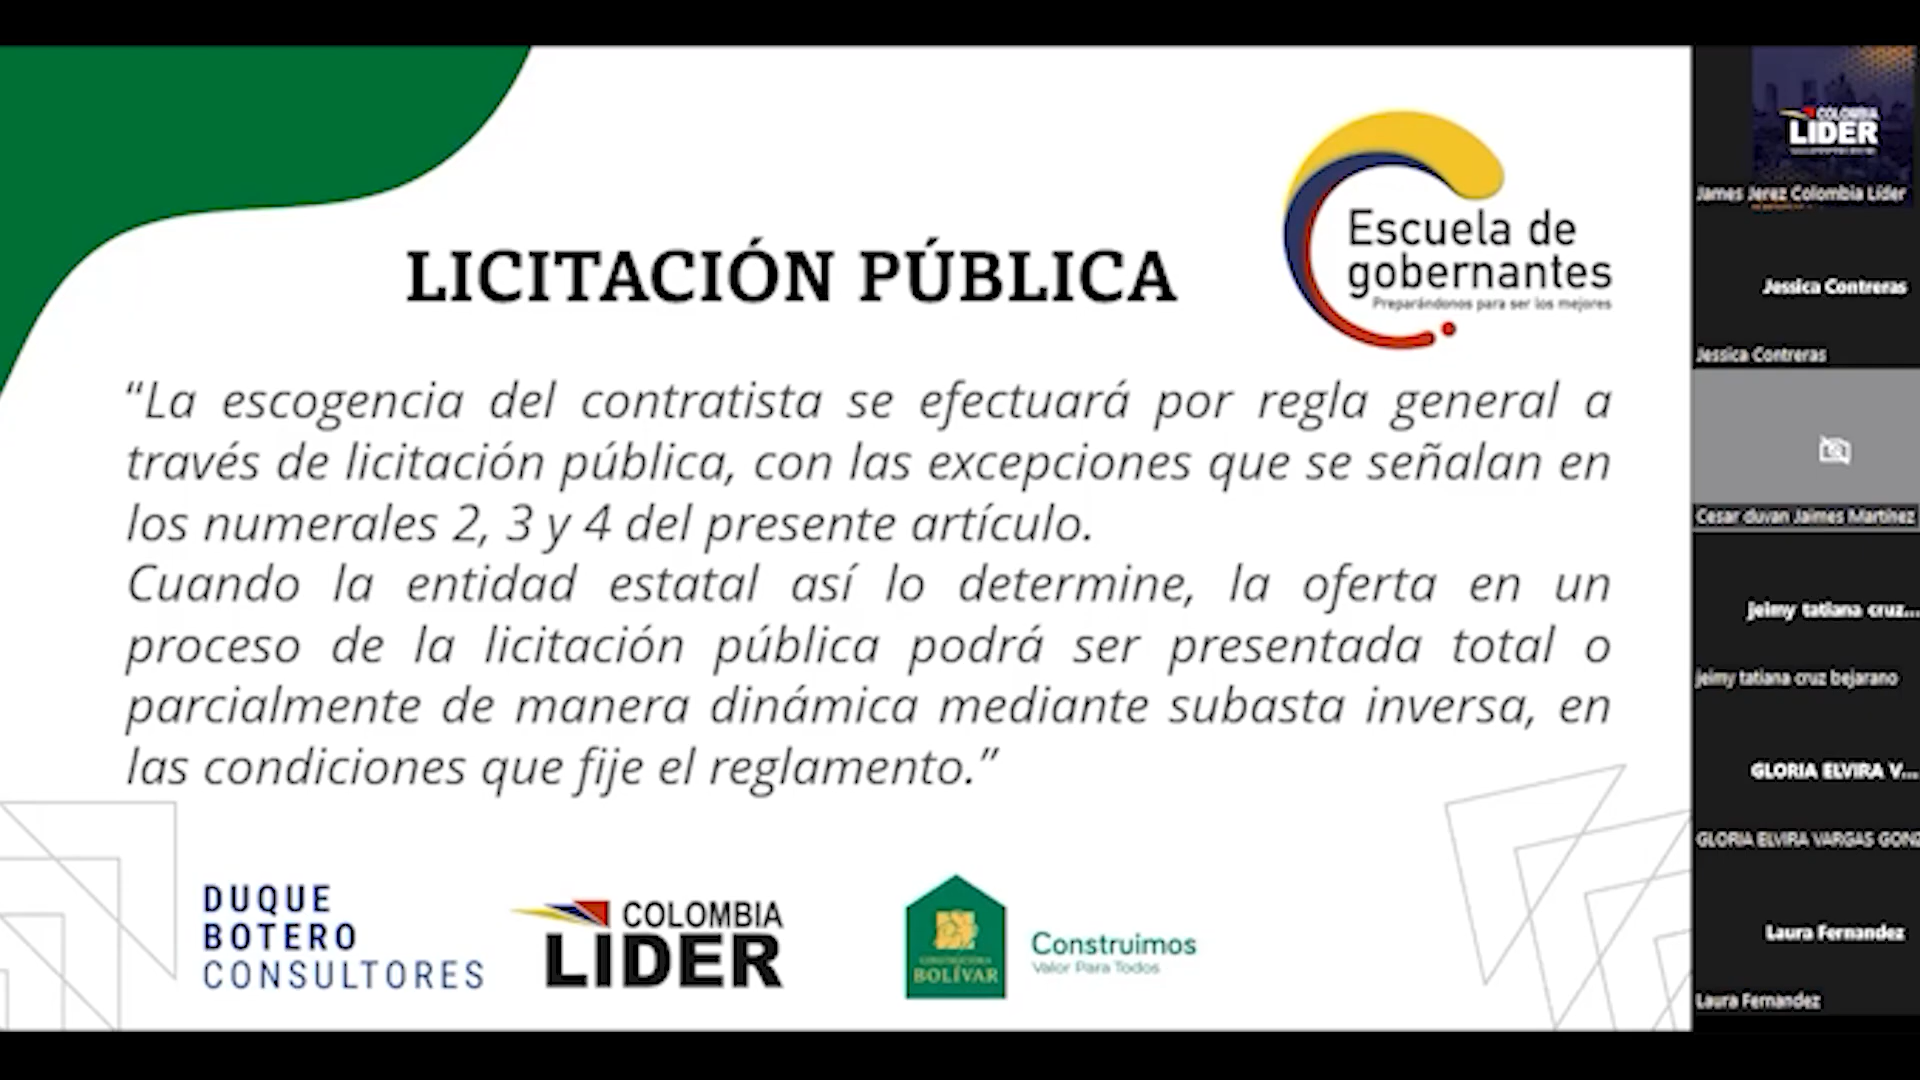 LICITACIÓN PÚBLICA
Escuela de
gobernantes
Preparándonos para ser los mejores
“La escogencia del contratista se efectuará por regla general a
través de licitación pública, con las excepciones que se señalan en
los numerales 2, 3 y 4 del presente artículo.
Cuando la entidad estatal así lo determine, la oferta en un
proceso de la licitación pública podrá ser presentada total o
parcialmente de manera dinámica mediante subasta inversa, en
las condiciones que fije el reglamento.”
DUQUE
BOTERO
CONSULTORES
COLOMBIA
LIDER
CONSTRUCTORA
BOLÍVAR
Construimos
Valor Para Todos
COLOMBIA
LIDER
James Jerez Colombia Líder
Jessica Contreras
Jessica Contreras
Cesar duvan Jaimes Martinez
jeimy tatiana cruz...
jeimy tatiana cruz bejarano
GLORIA ELVIRA V...
GLORIA ELVIRA VARGAS GONZ
Laura Fernandez
Laura Fernandez